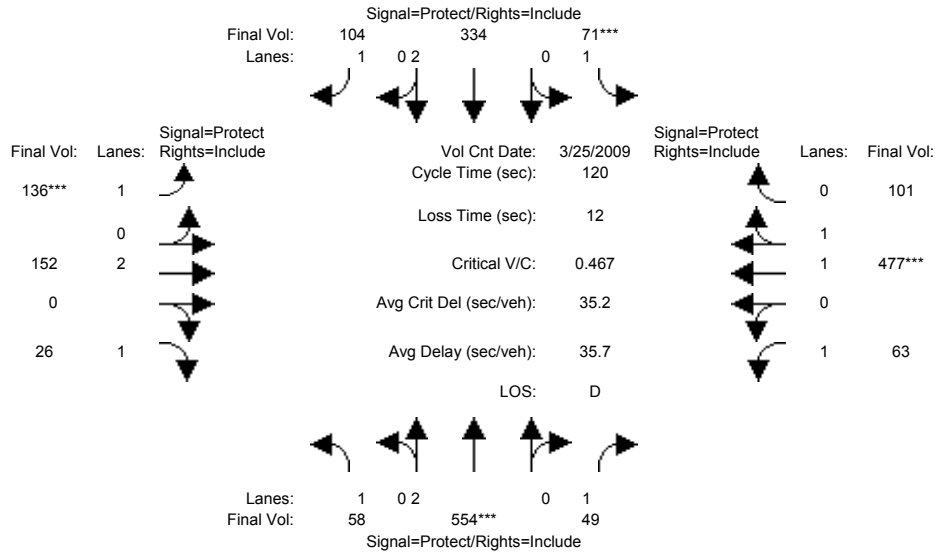 Signal=Protect/Rights=Include
Final Vol: 104 334 71***
Lanes: 1 0 2 0 1
Signal=Protect Signal=Protect
Final Vol: Lanes: Rights=Include Vol Cnt Date: 3/25/2009 Rights=Include Lanes: Final Vol:
Cycle Time (sec): 120
136*** 1 0 101
Loss Time (sec): 12
0 1
152 2 Critical V/C: 0.467 1 477***
0 Avg Crit Del (sec/veh): 35.2 0
26 1 Avg Delay (sec/veh): 35.7 1 63
LOS: D
Lanes: 1 0 2 0 1
Final Vol: 58 554*** 49
Signal=Protect/Rights=Include